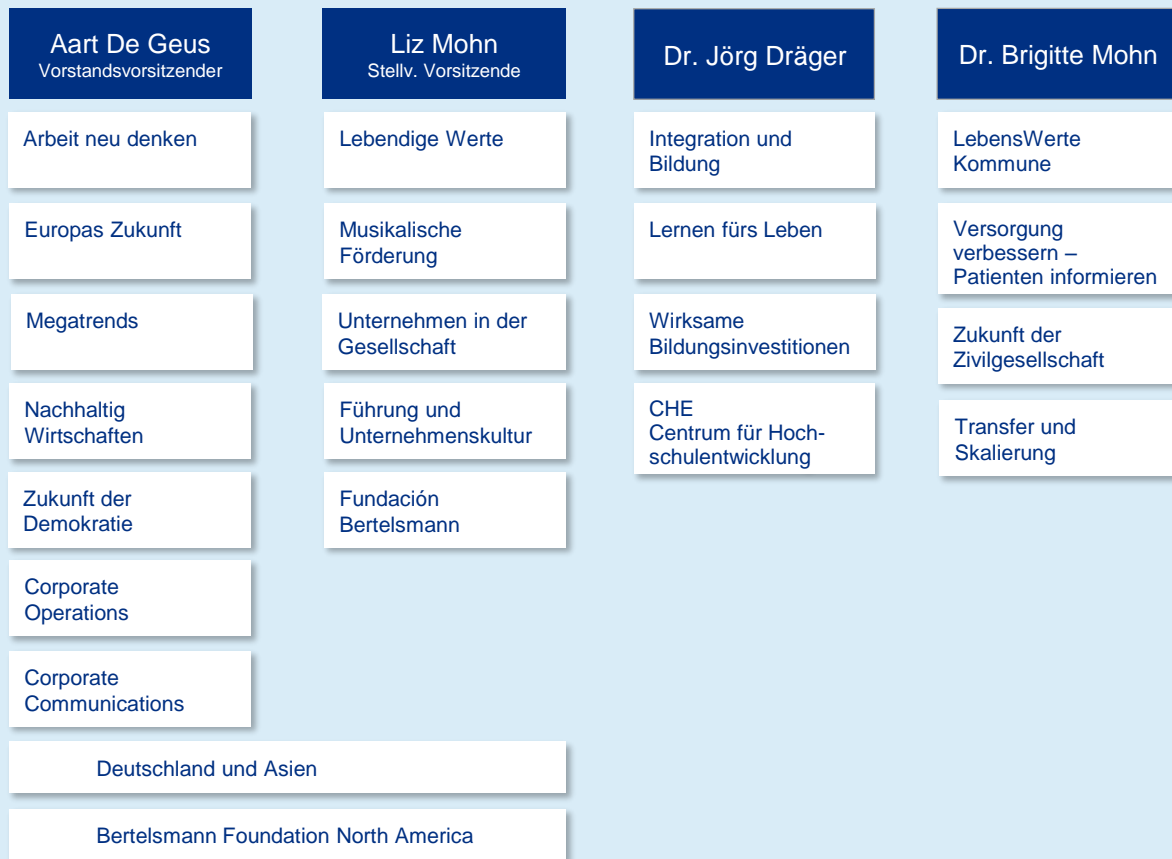 Aart De Geus
Vorstandsvorsitzender
Arbeit neu denken
Europas Zukunft
Megatrends
Nachhaltig
Wirtschaften
Zukunft der
Demokratie
Corporate
Operations
Corporate
Communications
Liz Mohn
Stellv. Vorsitzende
Lebendige Werte
Musikalische
Förderung
Unternehmen in der
Gesellschaft
Führung und
Unternehmenskultur
Fundación
Bertelsmann
Deutschland und Asien
Bertelsmann Foundation North America
Dr. Jörg Dräger
Integration und
Bildung
Lernen fürs Leben
Wirksame
Bildungsinvestitionen
CHE
Centrum für Hoch-
schulentwicklung
Dr. Brigitte Mohn
LebensWerte
Kommune
Versorgung
verbessern –
Patienten informieren
Zukunft der
Zivilgesellschaft
Transfer und
Skalierung